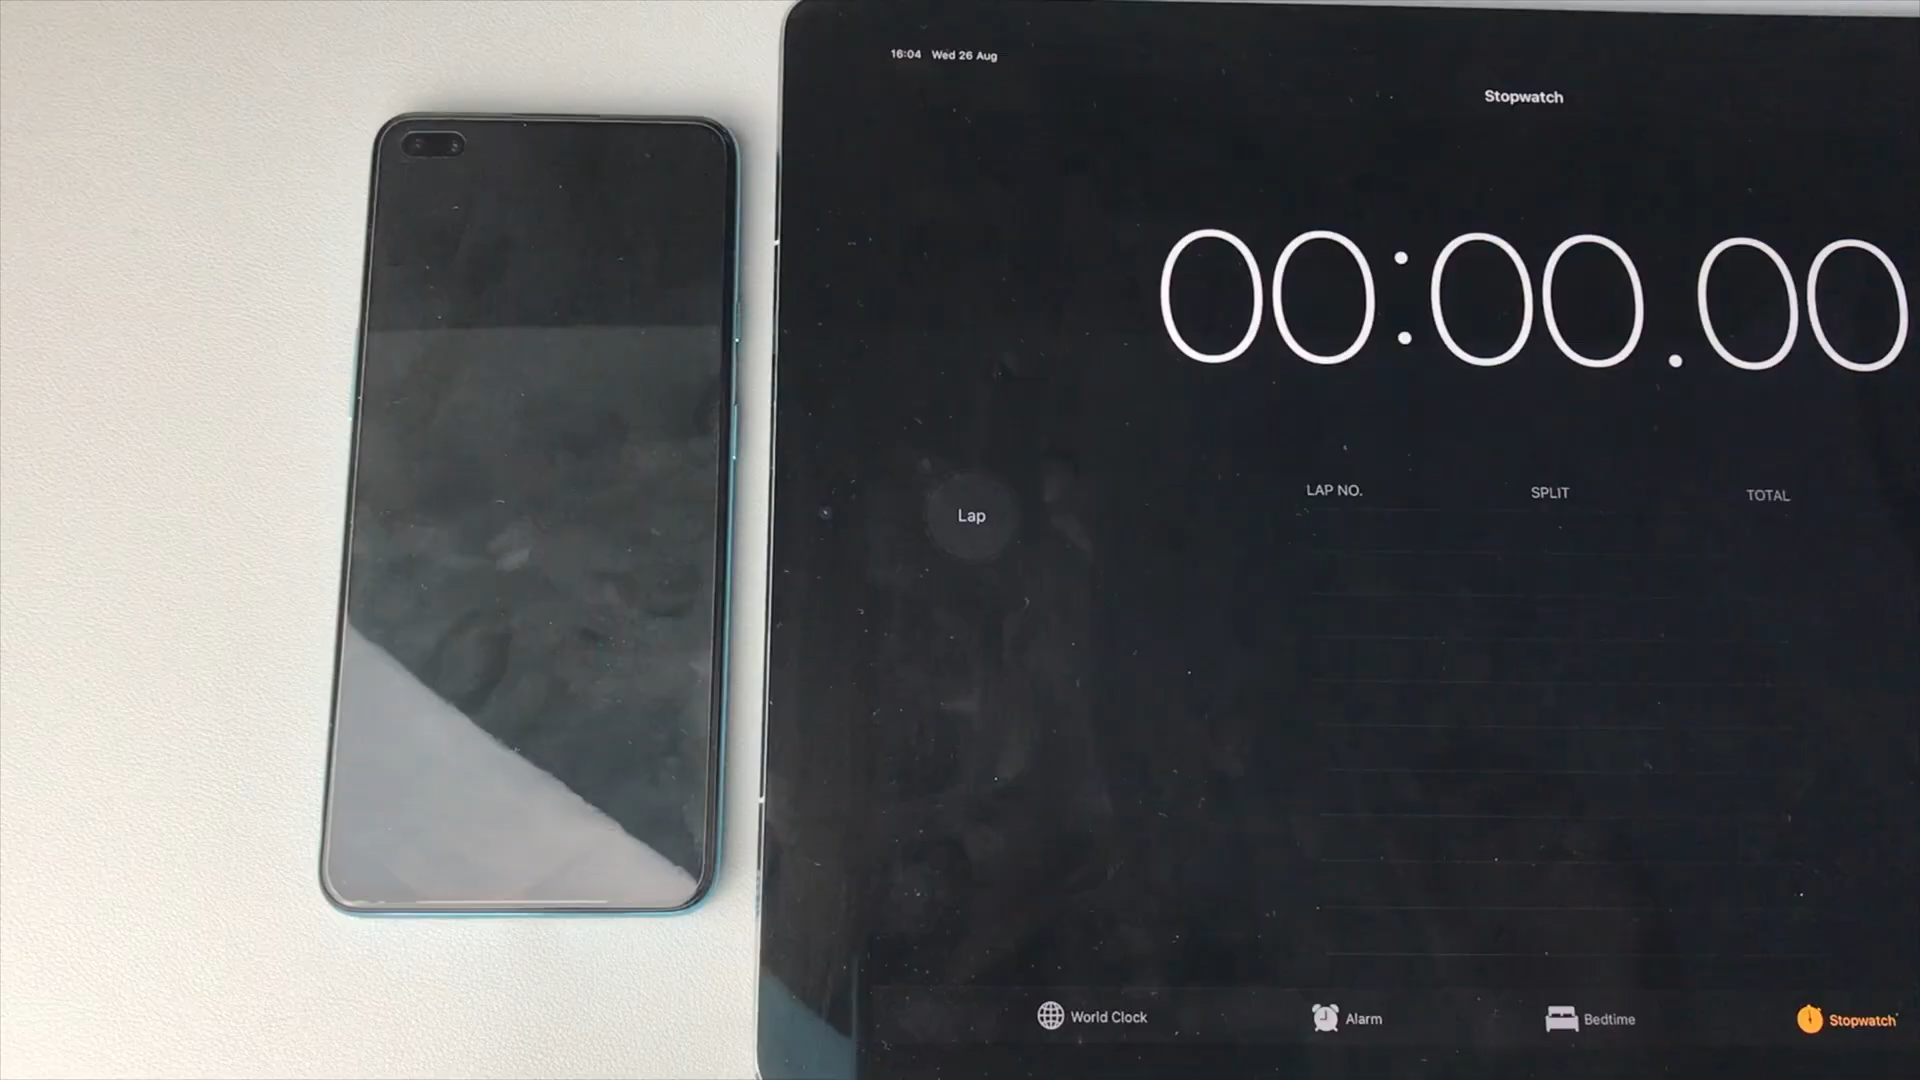 16:04 Wed 26 Aug
Stopwatch
00:00.00
LAP NO. SPLIT TOTAL
Lap
World Clock Alarm Bedtime Stopwatch